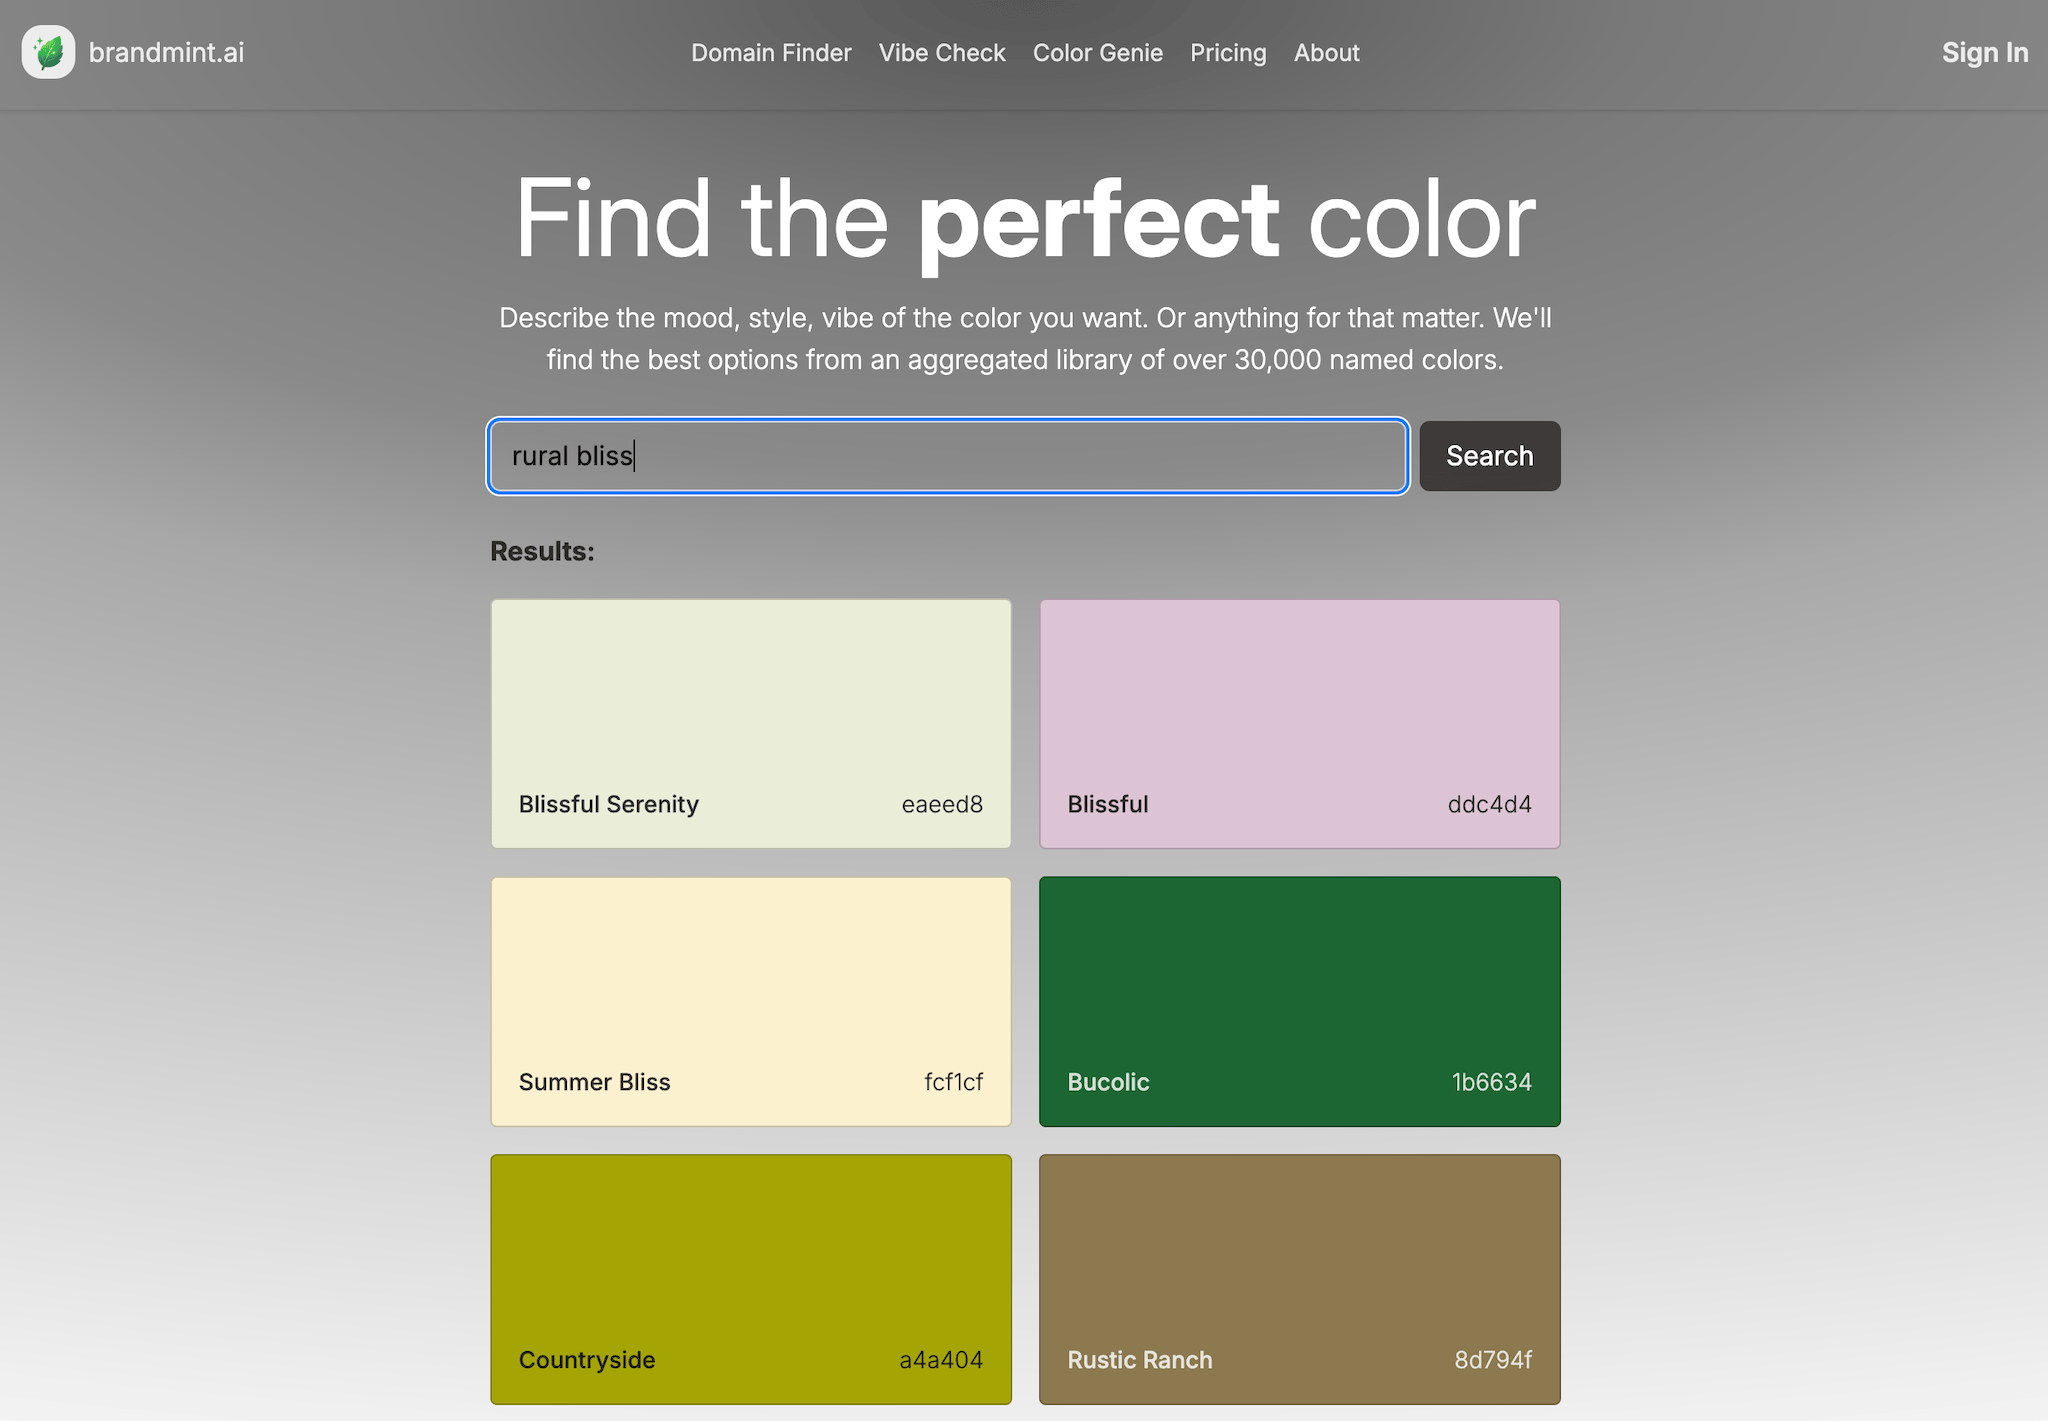 brandmint.ai
Domain Finder Vibe Check Color Genie Pricing About
Sign In
Find the perfect color
Describe the mood, style, vibe of the color you want. Or anything for that matter. We'll
find the best options from an aggregated library of over 30,000 named colors.
rural bliss
Search
Results:
Blissful Serenity eaeed8
Blissful ddc4d4
Summer Bliss fcf1cf
Bucolic 1b6634
Countryside a4a404
Rustic Ranch 8d794f